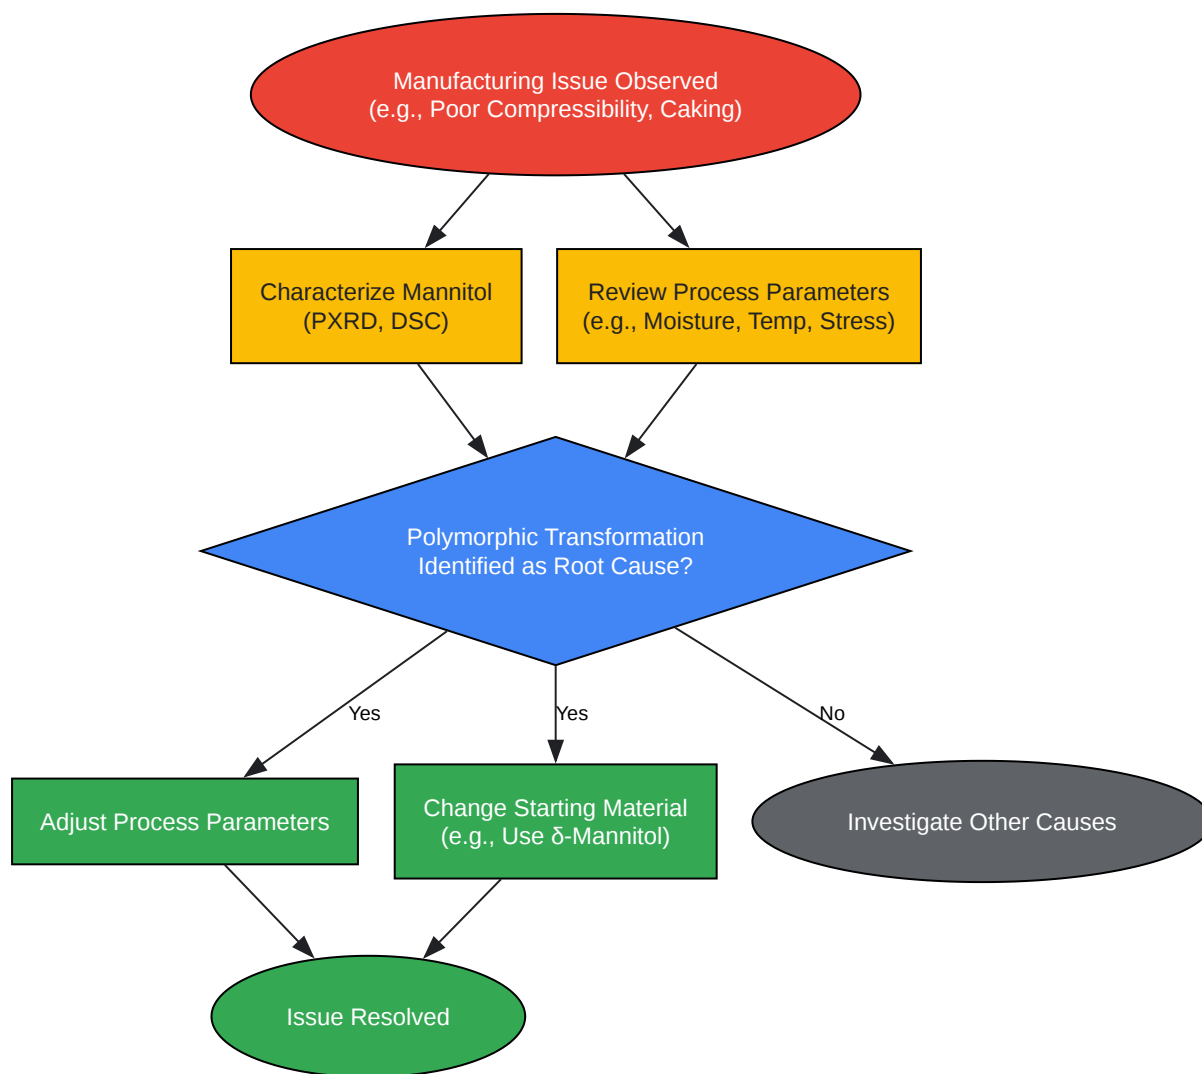 Manufacturing Issue Observed
(e.g., Poor Compressibility, Caking)
Characterize Mannitol
(PXRD, DSC)
Review Process Parameters
(e.g., Moisture, Temp, Stress)
Polymorphic Transformation
Identified as Root Cause?
Yes
Yes
No
Adjust Process Parameters
Change Starting Material
(e.g., Use δ-Mannitol)
Investigate Other Causes
Issue Resolved